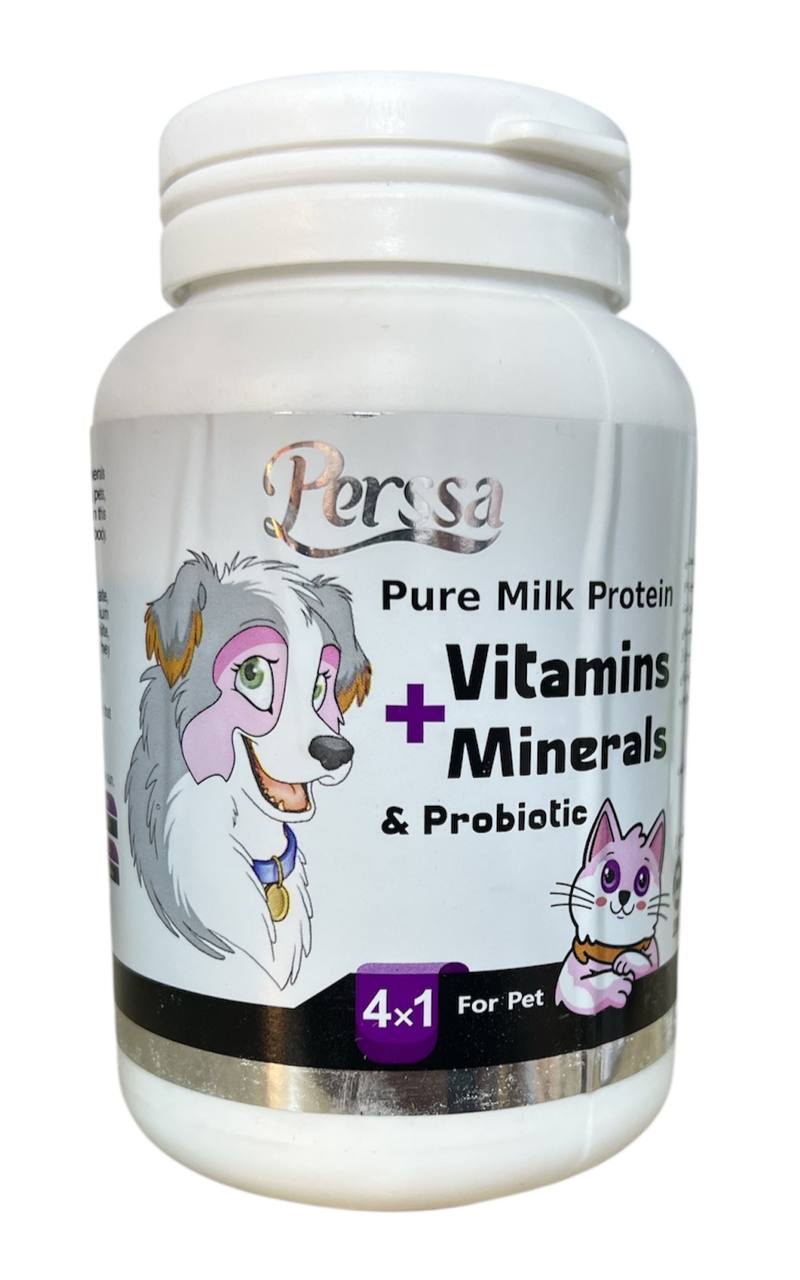 Perssa
Pure Milk Protein
+
Vitamins
Minerals
& Probiotic
4×1 For Pet